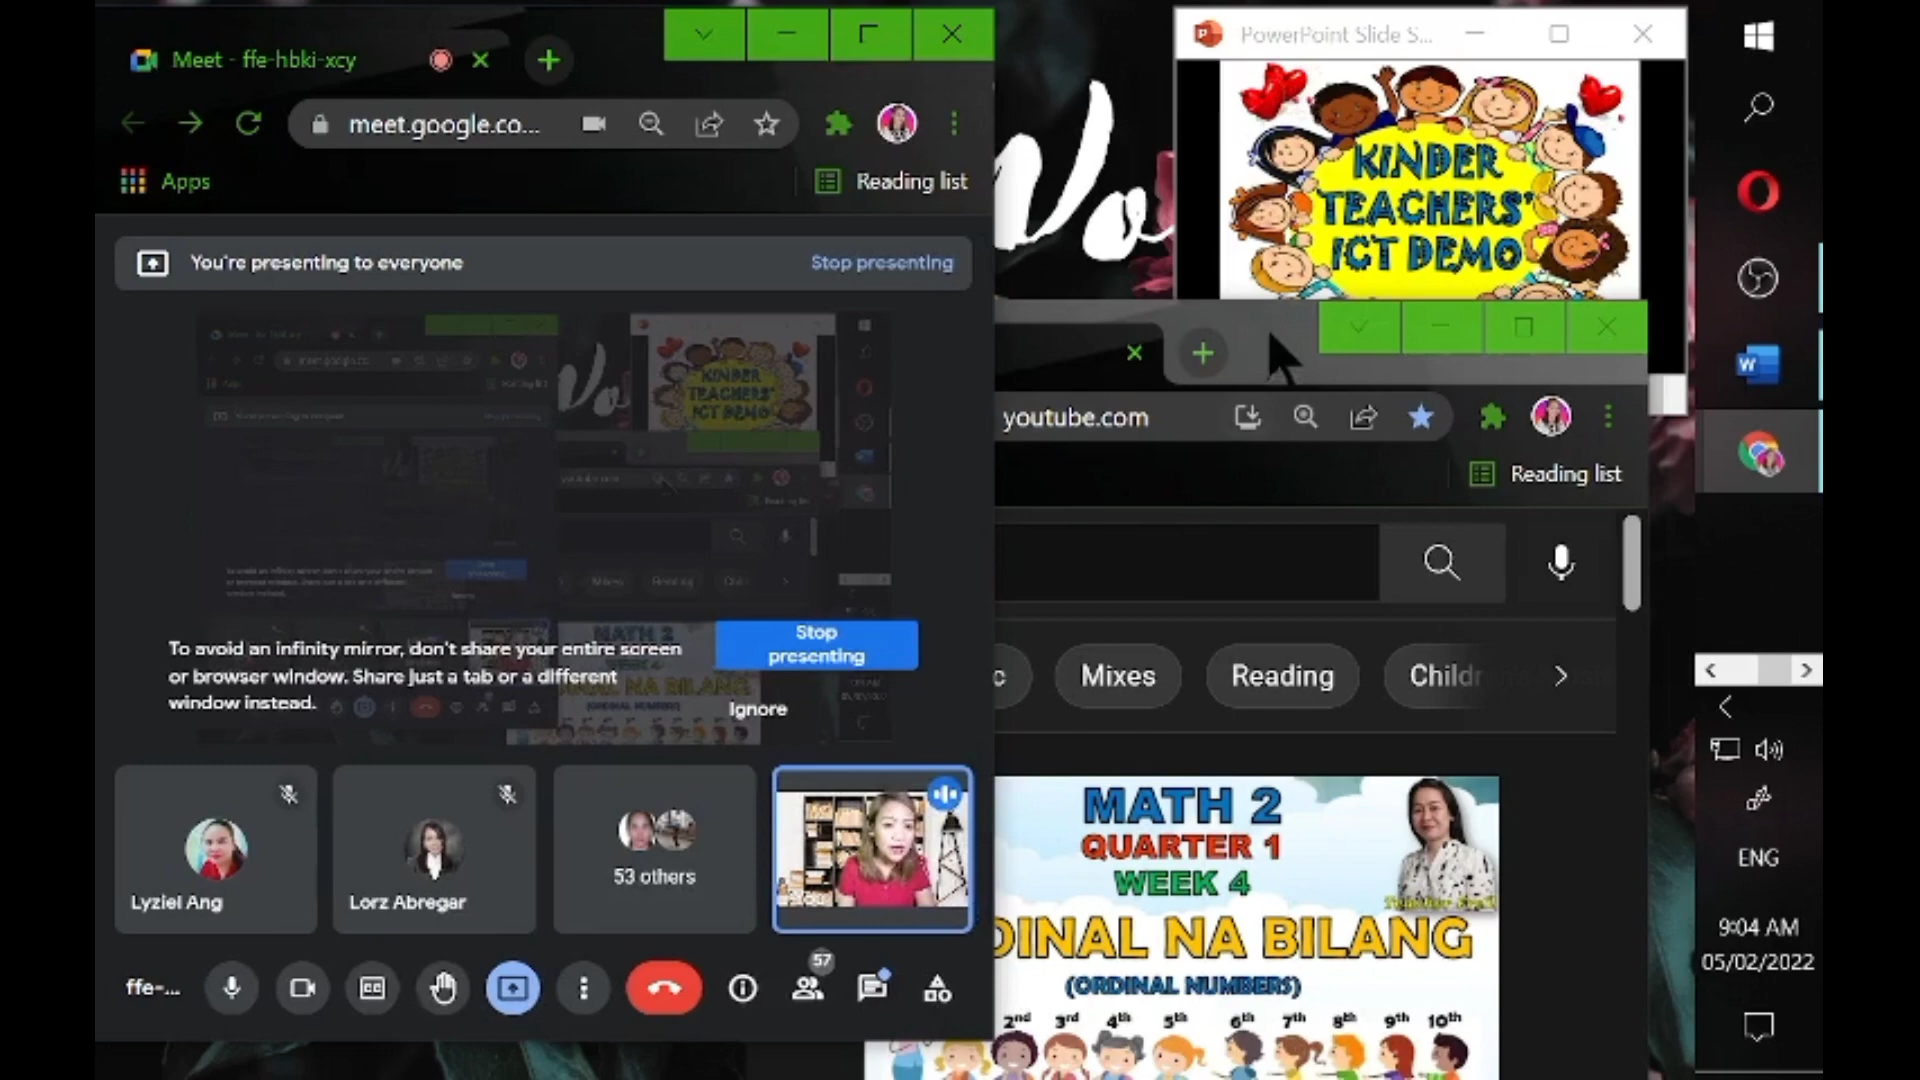 Meet - ffe-hbki-xcy
meet.google.co...
Apps
Reading list
You're presenting to everyone
Stop presenting
To avoid an infinity mirror, don't share your entire screen
or browser window. Share just a tab or a different
window instead.
Stop
presenting
Ignore
Lyziel Ang
Lorz Abregar
53 others
ffe-...
57
PowerPoint Slide S...
KINDER
TEACHERS'
ICT DEMO
youtube.com
Reading list
c
Mixes
Reading
Childr
MATH 2
QUARTER 1
WEEK 4
DINAL NA BILANG
(ORDINAL NUMBERS)
2nd 3rd 4th 5th 6th 7th 8th 9th 10th
ENG
9:04 AM
05/02/2022